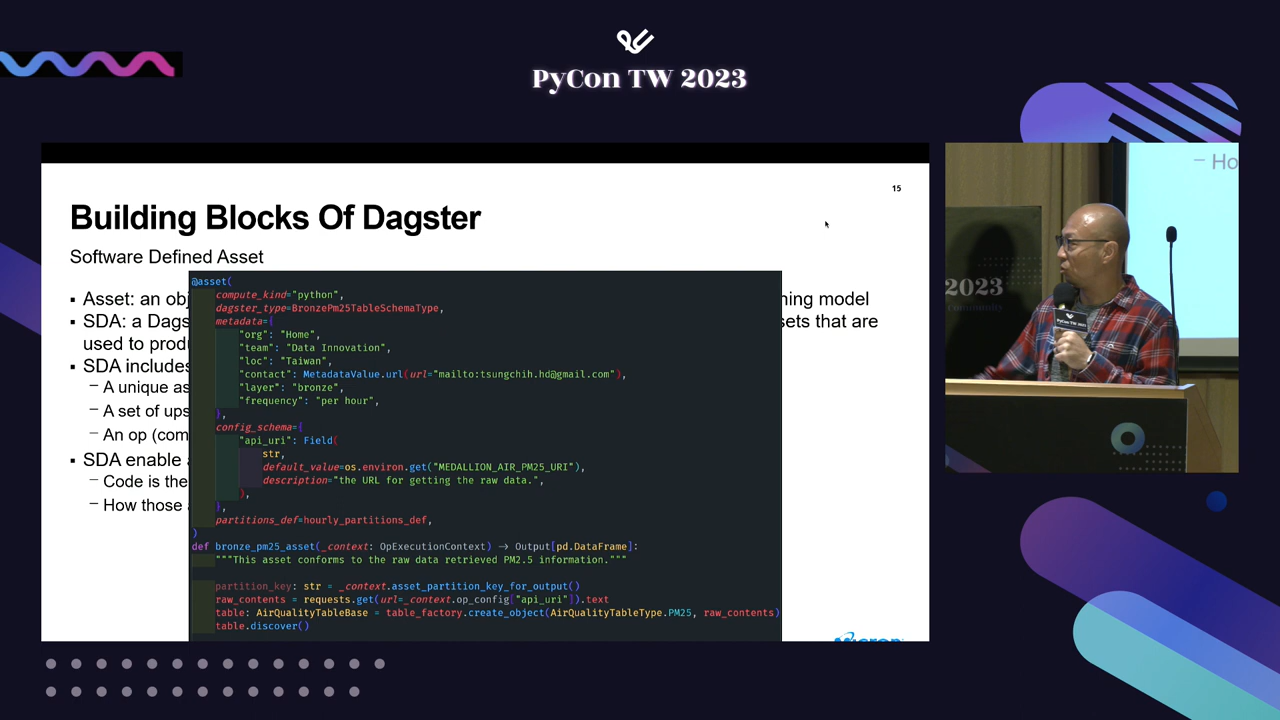 PyCon TW 2023
15
Building Blocks Of Dagster
Software Defined Asset
▪ Asset: an obj
ning model
▪ SDA: a Dags
sets that are
used to prod
▪ SDA includes
– A unique as
– A set of ups
– An op (com
▪ SDA enable
– Code is the
– How those
@asset(
compute_kind="python",
dagster_type=BronzePm25TableSchemaType,
metadata={
"org": "Home",
"team": "Data Innovation",
"loc": "Taiwan",
"contact": MetadataValue.url(url="mailto:tsungchih.hd@gmail.com"),
"layer": "bronze",
"frequency": "per hour",
},
config_schema={
"api_uri": Field(
str,
default_value=os.environ.get("MEDALLION_AIR_PM25_URI"),
description="the URL for getting the raw data.",
),
},
partitions_def=hourly_partitions_def,
)
def bronze_pm25_asset(_context: OpExecutionContext) -> Output[pd.DataFrame]:
"""This asset conforms to the raw data retrieved PM2.5 information."""
partition_key: str = _context.asset_partition_key_for_output()
raw_contents = requests.get(url=_context.op_config["api_uri"]).text
table: AirQualityTableBase = table_factory.create_object(AirQualityTableType.PM25, raw_contents)
table.discover()
– Ho
2023
PyCon TW 2023